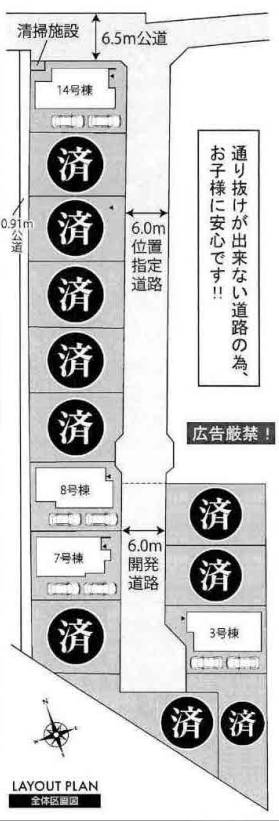 清掃施設
6.5m公道
14号棟
済
済
0.91m
公道
6.0m
位置
指定
道路
通り抜けが出来ない道路の為、
お子様に安心です!!
済
済
済
広告厳禁!
8号棟
済
7号棟
6.0m
開発
道路
済
3号棟
済
済
済
N
LAYOUT PLAN
全体区画図